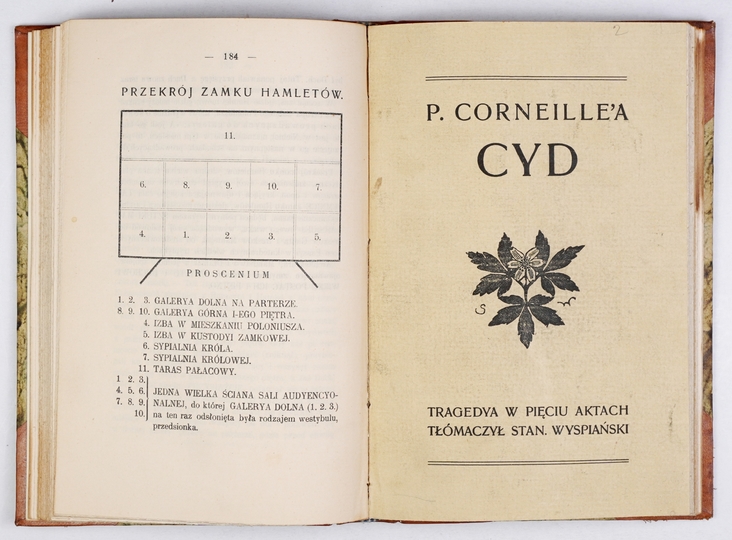 — 184 —
PRZEKRÓJ ZAMKU HAMLETÓW.
11.
6. 8. 9. 10. 7.
4. 1. 2. 3. 5.
PROSCENIUM
1. 2. 3. GALERYA DOLNA NA PARTERZE.
8. 9. 10. GALERYA GÓRNA I-EGO PIĘTRA.
4. IZBA W MIESZKANIU POLONIUSZA.
5. IZBA W KUSTODYI ZAMKOWEJ.
6. SYPIALNIA KRÓLA.
7. SYPIALNIA KRÓLOWEJ.
11. TARAS PAŁACOWY.
1 2. 3.
4. 5. 6. JEDNA WIELKA ŚCIANA SALI AUDYENCYO-
7. 8. 9. NALNEJ, do której GALERYA DOLNA (1. 2. 3.)
10. na ten raz odsłonięta była rodzajem westybulu,
przedsionka.
2
P. CORNEILLE'A
CYD
S W
TRAGEDYA W PIĘCIU AKTACH
TŁÓMACZYŁ STAN. WYSPIAŃSKI